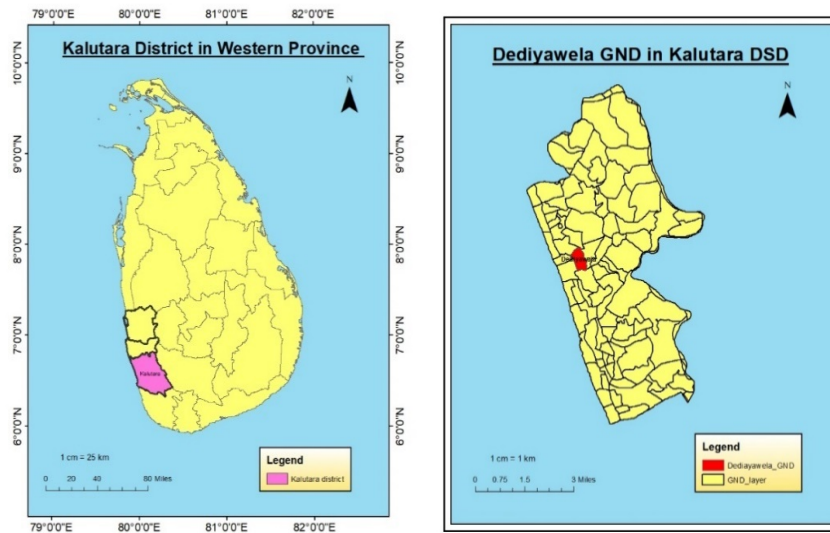 79°0'0"E 80°0'0"E 81°0'0"E 82°0'0"E
Kalutara District in Western Province
N
10°0'0"N
9°0'0"N
8°0'0"N
7°0'0"N
6°0'0"N
10°0'0"N
9°0'0"N
8°0'0"N
7°0'0"N
6°0'0"N
Kalutara
1 cm = 25 km
0 20 40 80 Miles
Legend
Kalutara district
79°0'0"E 80°0'0"E 81°0'0"E 82°0'0"E
Dediyawela GND in Kalutara DSD
N
1 cm = 1 km
0 0.75 1.5 3 Miles
Legend
Dediayawela_GND
GND_layer